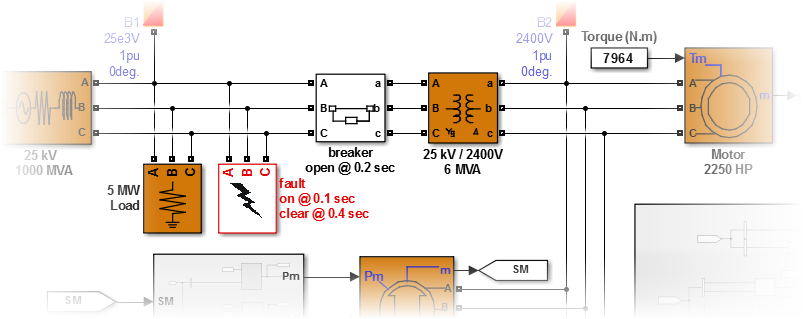 B1
25e3V
1pu
0deg.
B2
2400V
1pu
0deg.
Torque (N.m)
7964
Tm
A
B
C
25 kV
1000 MVA
A
B
C
a
b
c
breaker
open @ 0.2 sec
A
B
C
Yg
Δ
a
b
c
25 kV / 2400V
6 MVA
A
B
C
m
Motor
2250 HP
A
B
C
5 MW
Load
A
B
C
fault
on @ 0.1 sec
clear @ 0.4 sec
SM
SM
Pm
Pm
m
A
B
SM